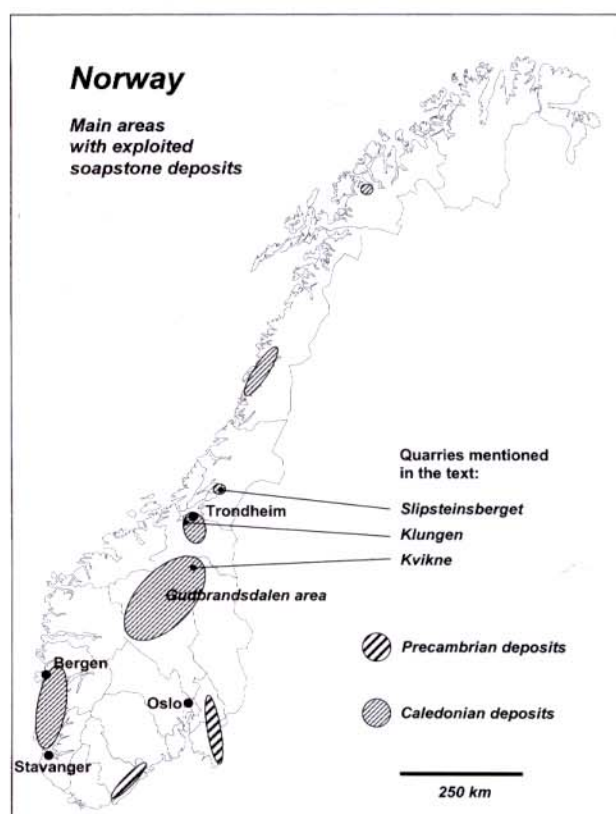 Norway
Main areas
with exploited
soapstone deposits
Quarries mentioned
in the text:
Slipsteinsberget
Trondheim
Klungen
Kvikne
Gudbrandsdalen area
Precambrian deposits
Bergen
Oslo
Caledonian deposits
Stavanger
250 km